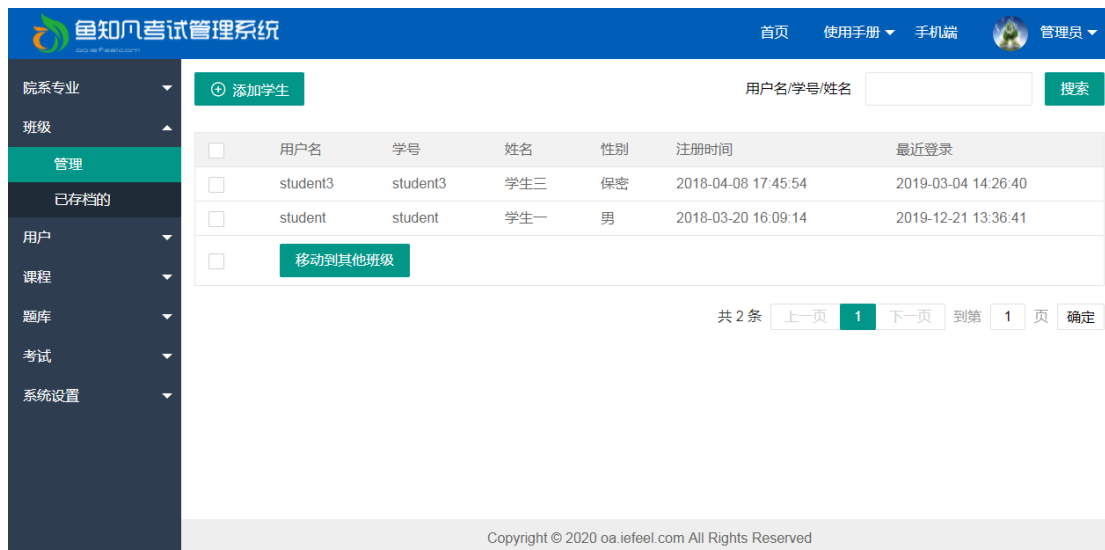 鱼知凡考试管理系统 首页 使用手册 手机端 管理员
oa.iefeel.com
院系专业
班级
管理
已存档的
用户
课程
题库
考试
系统设置
添加学生 用户名/学号/姓名 搜索
用户名 学号 姓名 性别 注册时间 最近登录
student3 student3 学生三 保密 2018-04-08 17:45:54 2019-03-04 14:26:40
student student 学生一 男 2018-03-20 16:09:14 2019-12-21 13:36:41
移动到其他班级
共 2 条 上一页 1 下一页 到第 1 页 确定
Copyright © 2020 oa.iefeel.com All Rights Reserved